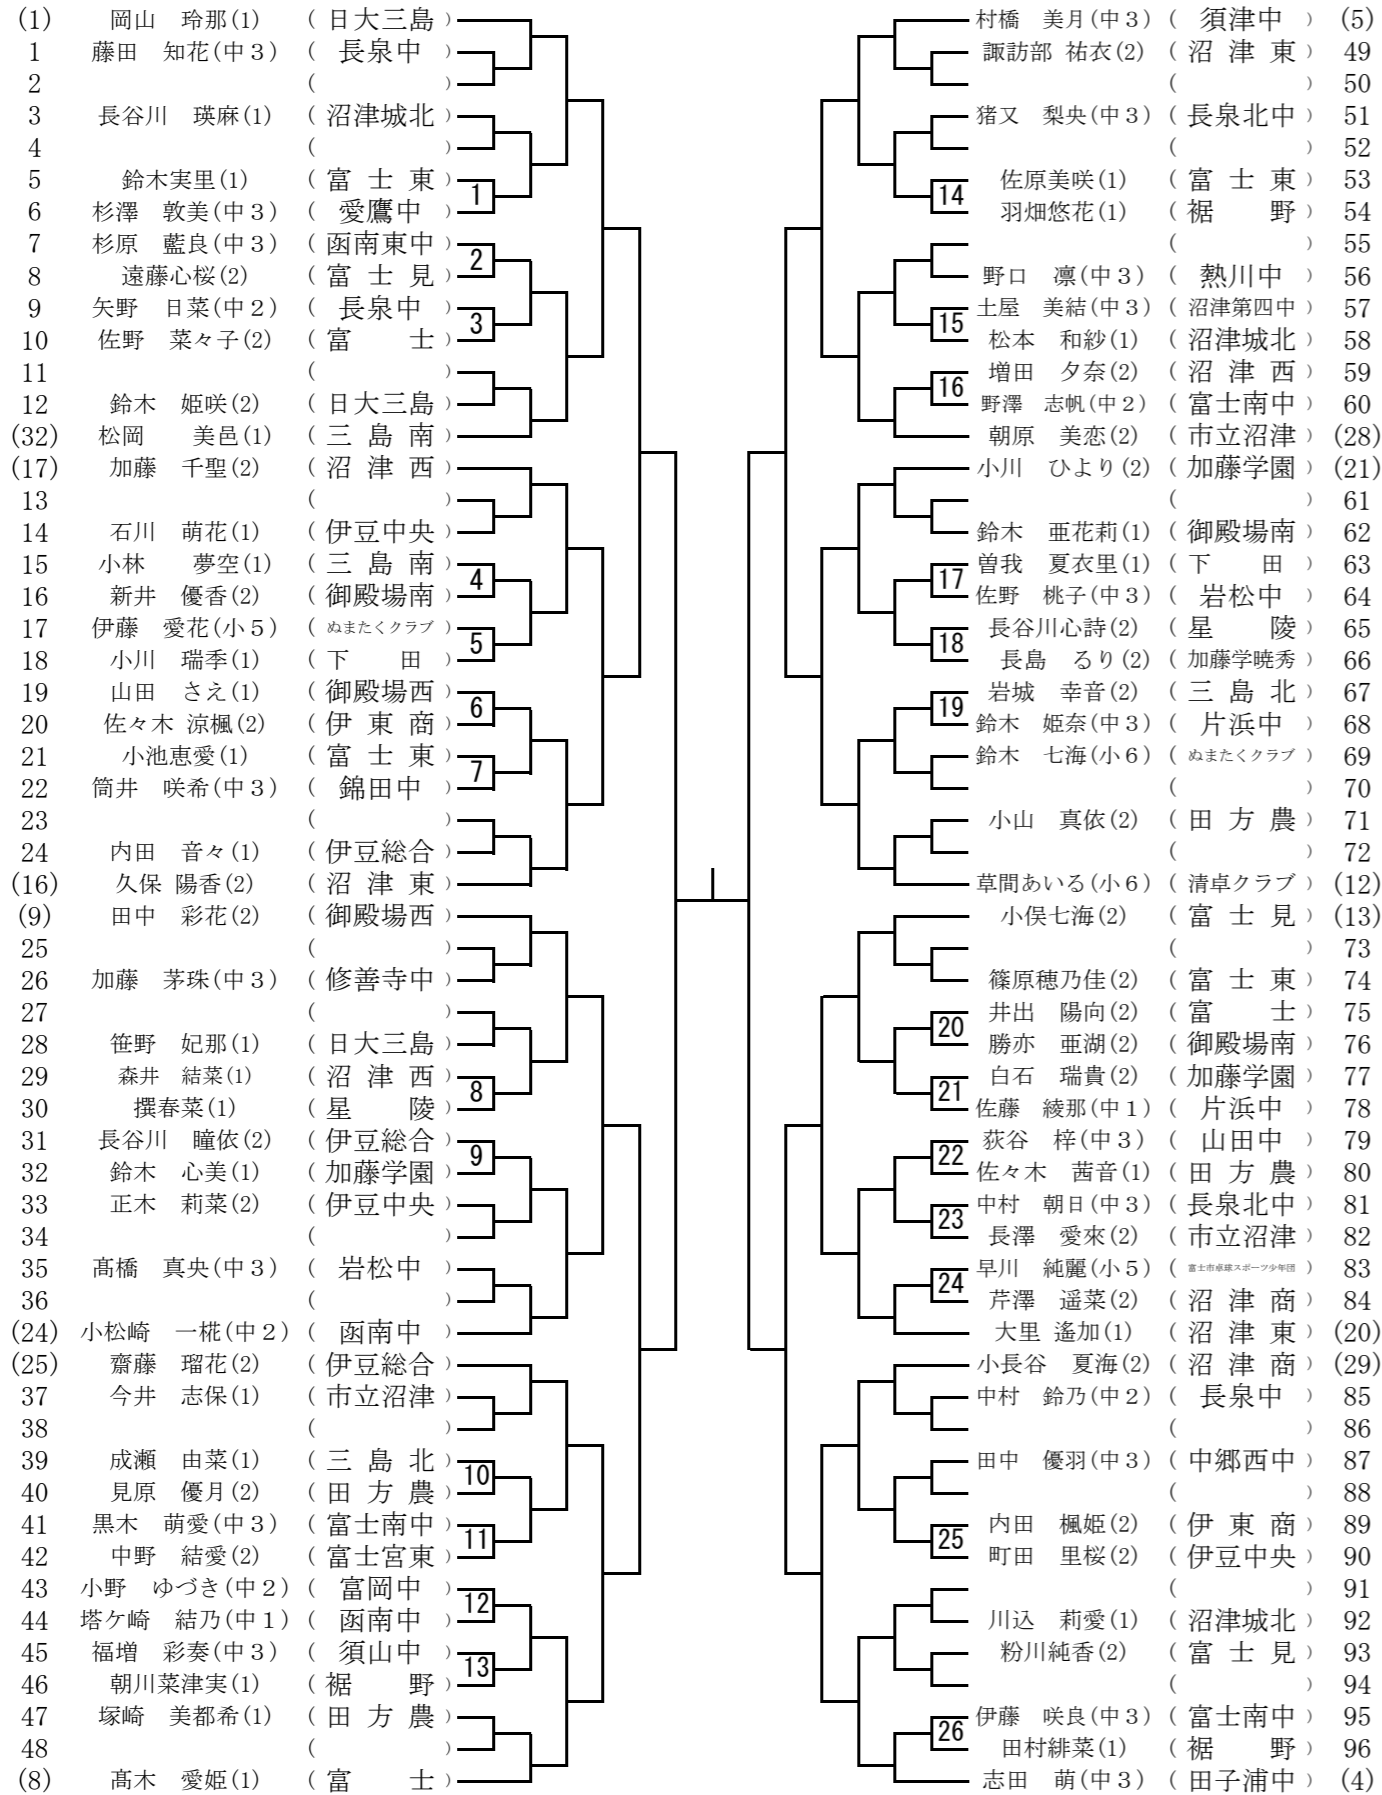 (1) 岡山 玲那(1) ( 日大三島 )
1 藤田 知花(中３) ( 長泉中 )
2 ( )
3 長谷川 瑛麻(1) ( 沼津城北 )
4 ( )
5 鈴木実里(1) ( 富 士 東 )
1
6 杉澤 敦美(中３) ( 愛鷹中 )
7 杉原 藍良(中３) ( 函南東中 )
2
8 遠藤心桜(2) ( 富 士 見 )
9 矢野 日菜(中２) ( 長泉中 )
3
10 佐野 菜々子(2) ( 富 士 )
11 ( )
12 鈴木 姫咲(2) ( 日大三島 )
(32) 松岡 美邑(1) ( 三 島 南 )
(17) 加藤 千聖(2) ( 沼 津 西 )
13 ( )
14 石川 萌花(1) ( 伊豆中央 )
15 小林 夢空(1) ( 三 島 南 )
4
16 新井 優香(2) ( 御殿場南 )
17 伊藤 愛花(小５) ( ぬまたくクラブ )
5
18 小川 瑞季(1) ( 下 田 )
19 山田 さえ(1) ( 御殿場西 )
6
20 佐々木 涼楓(2) ( 伊 東 商 )
21 小池恵愛(1) ( 富 士 東 )
7
22 筒井 咲希(中３) ( 錦田中 )
23 ( )
24 内田 音々(1) ( 伊豆総合 )
(16) 久保 陽香(2) ( 沼 津 東 )
(9) 田中 彩花(2) ( 御殿場西 )
25 ( )
26 加藤 茅珠(中３) ( 修善寺中 )
27 ( )
28 笹野 妃那(1) ( 日大三島 )
29 森井 結菜(1) ( 沼 津 西 )
8
30 撰春菜(1) ( 星 陵 )
31 長谷川 瞳依(2) ( 伊豆総合 )
9
32 鈴木 心美(1) ( 加藤学園 )
33 正木 莉菜(2) ( 伊豆中央 )
34 ( )
35 髙橋 真央(中３) ( 岩松中 )
36 ( )
(24) 小松崎 一椛(中２) ( 函南中 )
(25) 齋藤 瑠花(2) ( 伊豆総合 )
37 今井 志保(1) ( 市立沼津 )
38 ( )
39 成瀬 由菜(1) ( 三 島 北 )
10
40 見原 優月(2) ( 田 方 農 )
41 黒木 萌愛(中３) ( 富士南中 )
11
42 中野 結愛(2) ( 富士宮東 )
43 小野 ゆづき(中２) ( 富岡中 )
12
44 塔ケ崎 結乃(中１) ( 函南中 )
45 福増 彩奏(中３) ( 須山中 )
13
46 朝川菜津実(1) ( 裾 野 )
47 塚崎 美都希(1) ( 田 方 農 )
48 ( )
(8) 髙木 愛姫(1) ( 富 士 )
村橋 美月(中３) ( 須津中 ) (5)
諏訪部 祐衣(2) ( 沼 津 東 ) 49
( ) 50
猪又 梨央(中３) ( 長泉北中 ) 51
( ) 52
佐原美咲(1) ( 富 士 東 ) 53
14
羽畑悠花(1) ( 裾 野 ) 54
( ) 55
野口 凛(中３) ( 熱川中 ) 56
土屋 美結(中３) ( 沼津第四中 ) 57
15
松本 和紗(1) ( 沼津城北 ) 58
増田 夕奈(2) ( 沼 津 西 ) 59
16
野澤 志帆(中２) ( 富士南中 ) 60
朝原 美恋(2) ( 市立沼津 ) (28)
小川 ひより(2) ( 加藤学園 ) (21)
( ) 61
鈴木 亜花莉(1) ( 御殿場南 ) 62
曽我 夏衣里(1) ( 下 田 ) 63
17
佐野 桃子(中３) ( 岩松中 ) 64
長谷川心詩(2) ( 星 陵 ) 65
18
長島 るり(2) ( 加藤学暁秀 ) 66
岩城 幸音(2) ( 三 島 北 ) 67
19
鈴木 姫奈(中３) ( 片浜中 ) 68
鈴木 七海(小６) ( ぬまたくクラブ ) 69
( ) 70
小山 真依(2) ( 田 方 農 ) 71
( ) 72
草間あいる(小６) ( 清卓クラブ ) (12)
小俣七海(2) ( 富 士 見 ) (13)
( ) 73
篠原穂乃佳(2) ( 富 士 東 ) 74
井出 陽向(2) ( 富 士 ) 75
20
勝亦 亜湖(2) ( 御殿場南 ) 76
白石 瑞貴(2) ( 加藤学園 ) 77
21
佐藤 綾那(中１) ( 片浜中 ) 78
荻谷 梓(中３) ( 山田中 ) 79
22
佐々木 茜音(1) ( 田 方 農 ) 80
中村 朝日(中３) ( 長泉北中 ) 81
23
長澤 愛來(2) ( 市立沼津 ) 82
早川 純麗(小５) ( 富士市卓球スポーツ少年団 ) 83
24
芹澤 遥菜(2) ( 沼 津 商 ) 84
大里 遙加(1) ( 沼 津 東 ) (20)
小長谷 夏海(2) ( 沼 津 商 ) (29)
中村 鈴乃(中２) ( 長泉中 ) 85
( ) 86
田中 優羽(中３) ( 中郷西中 ) 87
( ) 88
内田 楓姫(2) ( 伊 東 商 ) 89
25
町田 里桜(2) ( 伊豆中央 ) 90
( ) 91
川込 莉愛(1) ( 沼津城北 ) 92
粉川純香(2) ( 富 士 見 ) 93
( ) 94
伊藤 咲良(中３) ( 富士南中 ) 95
26
田村緋菜(1) ( 裾 野 ) 96
志田 萌(中３) ( 田子浦中 ) (4)